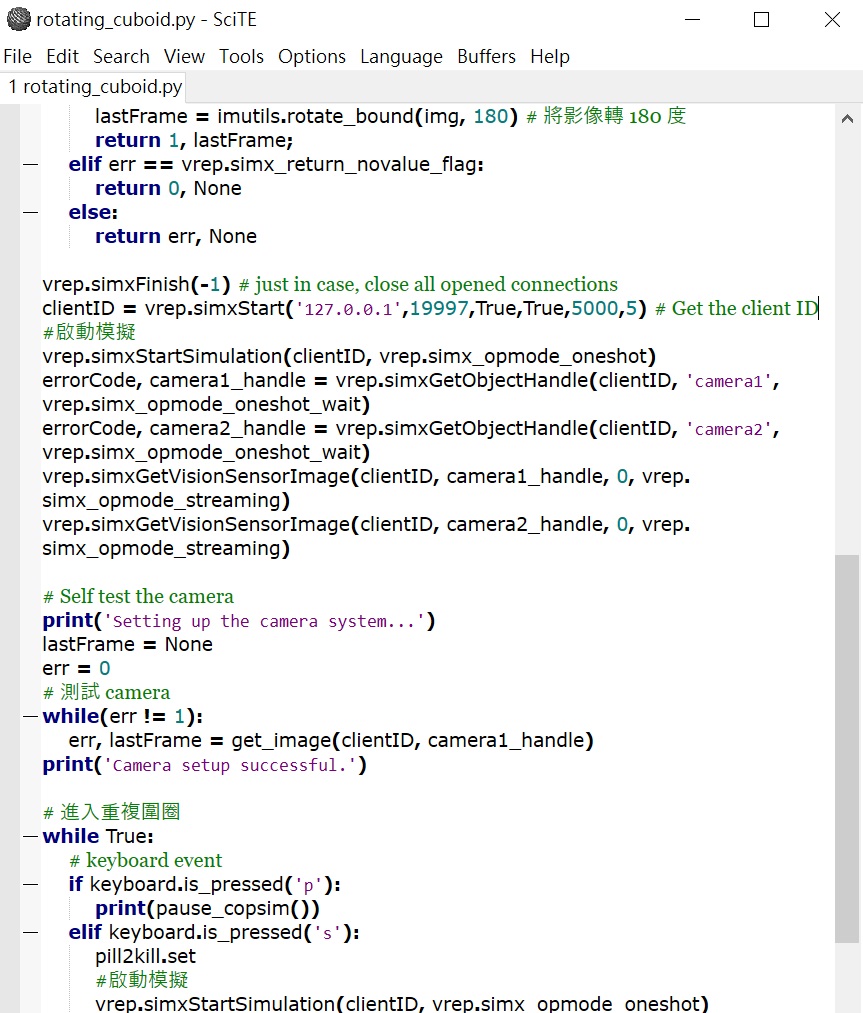 rotating_cuboid.py - SciTE
File Edit Search View Tools Options Language Buffers Help
1 rotating_cuboid.py
lastFrame = imutils.rotate_bound(img, 180) # 將影像轉 180 度
return 1, lastFrame;
elif err == vrep.simx_return_novalue_flag:
return 0, None
else:
return err, None
vrep.simxFinish(-1) # just in case, close all opened connections
clientID = vrep.simxStart('127.0.0.1',19997,True,True,5000,5) # Get the client ID
#啟動模擬
vrep.simxStartSimulation(clientID, vrep.simx_opmode_oneshot)
errorCode, camera1_handle = vrep.simxGetObjectHandle(clientID, 'camera1',
vrep.simx_opmode_oneshot_wait)
errorCode, camera2_handle = vrep.simxGetObjectHandle(clientID, 'camera2',
vrep.simx_opmode_oneshot_wait)
vrep.simxGetVisionSensorImage(clientID, camera1_handle, 0, vrep.
simx_opmode_streaming)
vrep.simxGetVisionSensorImage(clientID, camera2_handle, 0, vrep.
simx_opmode_streaming)
# Self test the camera
print('Setting up the camera system...')
lastFrame = None
err = 0
# 測試 camera
while(err != 1):
err, lastFrame = get_image(clientID, camera1_handle)
print('Camera setup successful.')
# 進入重複圍圈
while True:
# keyboard event
if keyboard.is_pressed('p'):
print(pause_copsim())
elif keyboard.is_pressed('s'):
pill2kill.set
#啟動模擬
vrep.simxStartSimulation(clientID, vrep.simx_opmode_oneshot)